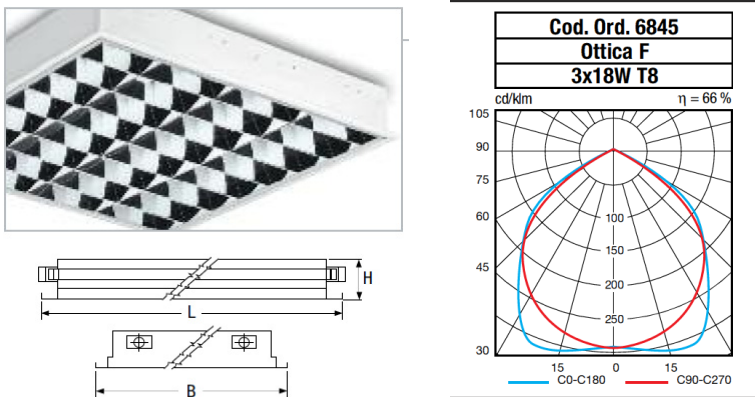 Cod. Ord. 6845
Ottica F
3x18W T8
cd/klm η = 66 %
105
90
75
60
45
30
100
150
200
250
15 0 15
C0-C180 C90-C270
H
L
B